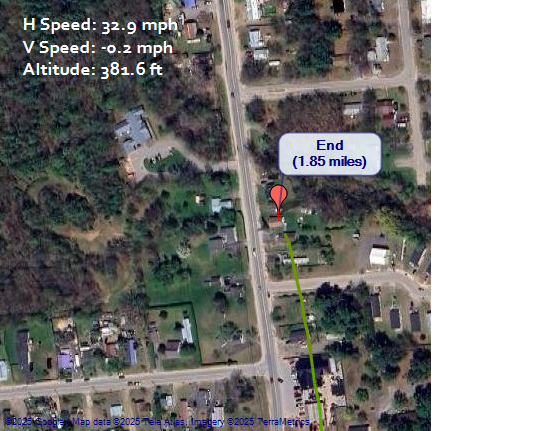 H Speed: 32.9 mph
V Speed: -0.2 mph
Altitude: 381.6 ft
End
(1.85 miles)
©2025 Google, Map data ©2025 Tele Atlas, Imagery ©2025 TerraMetrics